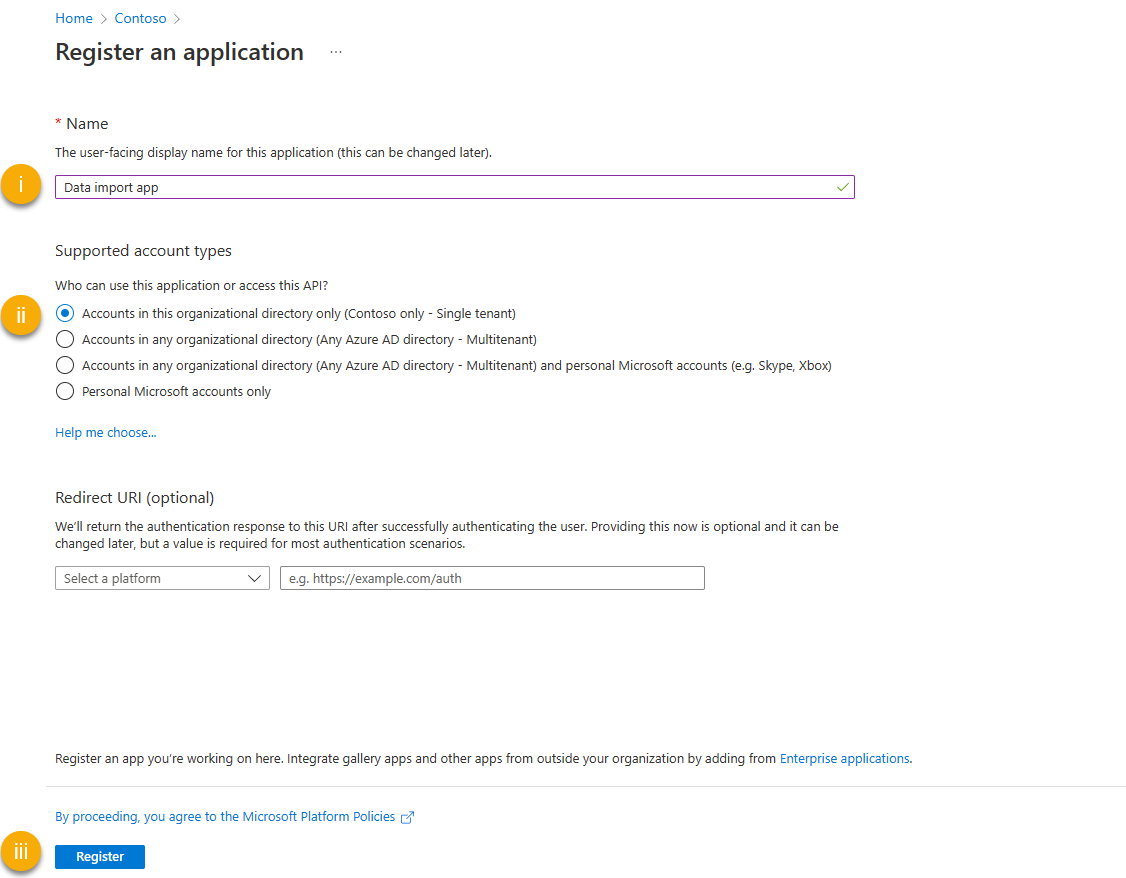 Home > Contoso >
Register an application ...
* Name
The user-facing display name for this application (this can be changed later).
i
Data import app
Supported account types
Who can use this application or access this API?
ii
Accounts in this organizational directory only (Contoso only - Single tenant)
Accounts in any organizational directory (Any Azure AD directory - Multitenant)
Accounts in any organizational directory (Any Azure AD directory - Multitenant) and personal Microsoft accounts (e.g. Skype, Xbox)
Personal Microsoft accounts only
Help me choose...
Redirect URI (optional)
We'll return the authentication response to this URI after successfully authenticating the user. Providing this now is optional and it can be
changed later, but a value is required for most authentication scenarios.
Select a platform
e.g. https://example.com/auth
Register an app you're working on here. Integrate gallery apps and other apps from outside your organization by adding from Enterprise applications.
By proceeding, you agree to the Microsoft Platform Policies
iii
Register